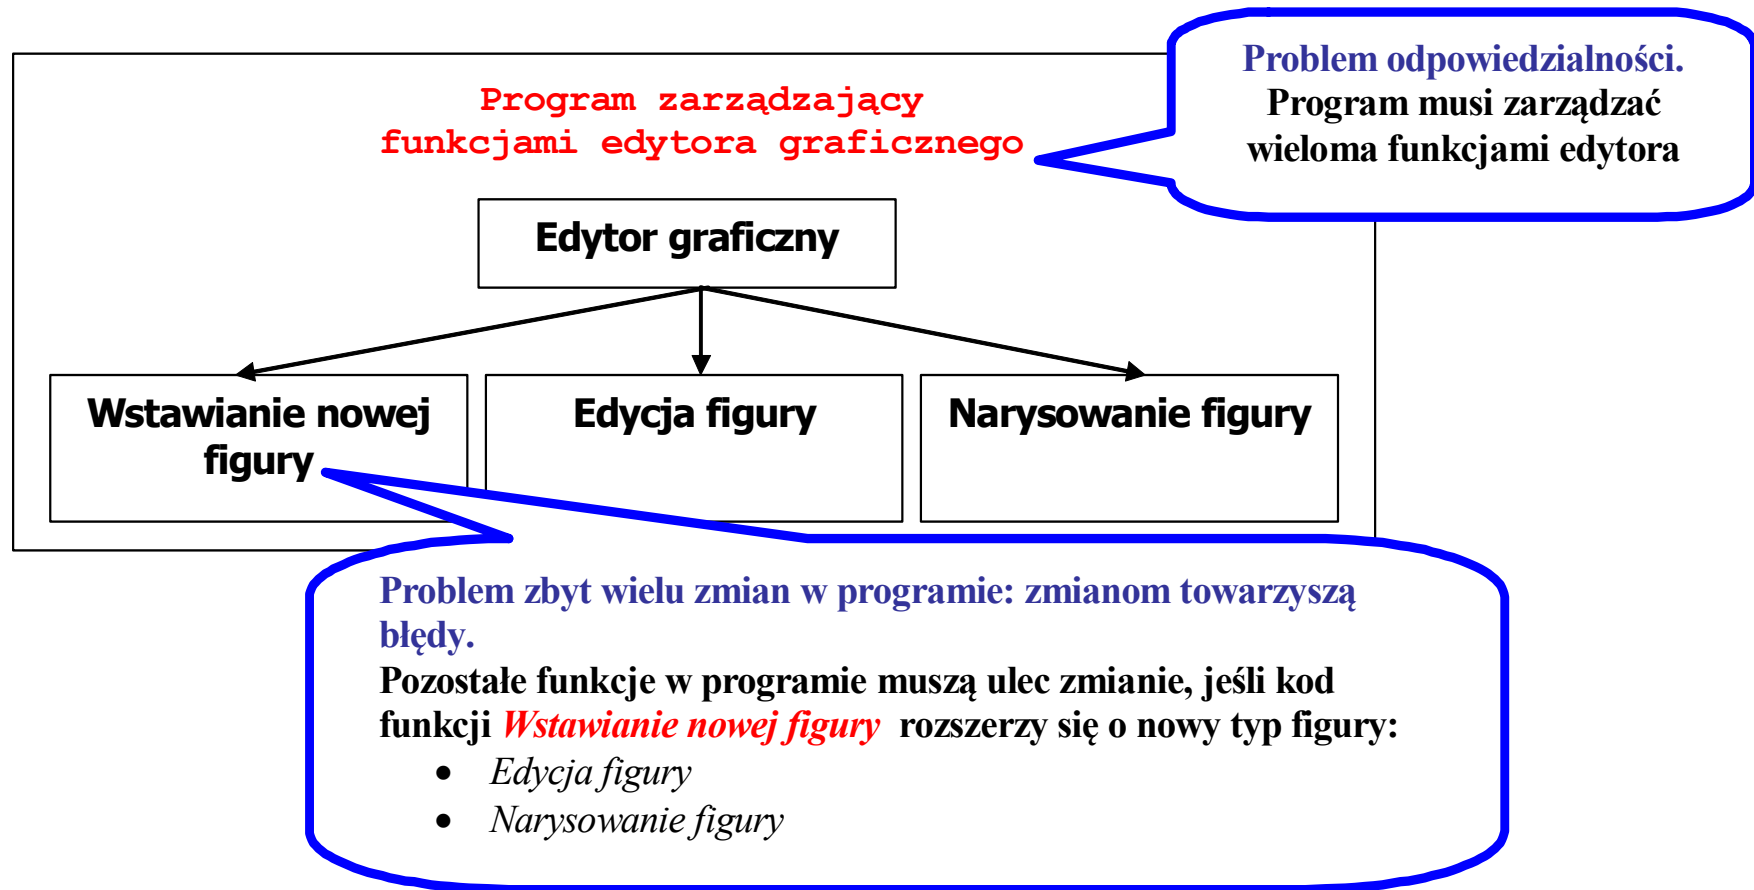 Program zarządzający
funkcjami edytora graficznego
Problem odpowiedzialności.
Program musi zarządzać
wieloma funkcjami edytora
Edytor graficzny
Wstawianie nowej
figury
Edycja figury
Narysowanie figury
Problem zbyt wielu zmian w programie: zmianom towarzyszą
błędy.
Pozostałe funkcje w programie muszą ulec zmianie, jeśli kod
funkcji Wstawianie nowej figury rozszerzy się o nowy typ figury:
• Edycja figury
• Narysowanie figury